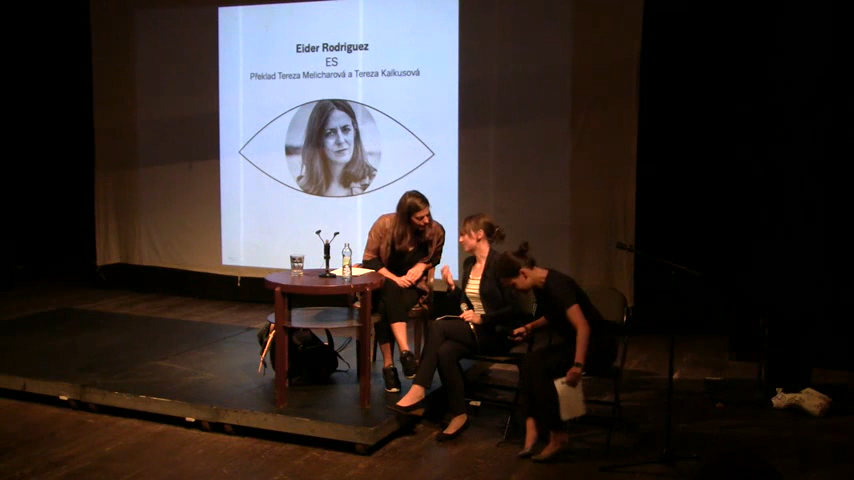 Eider Rodriguez
ES
Překlad Tereza Melicharová a Tereza Kalkusová